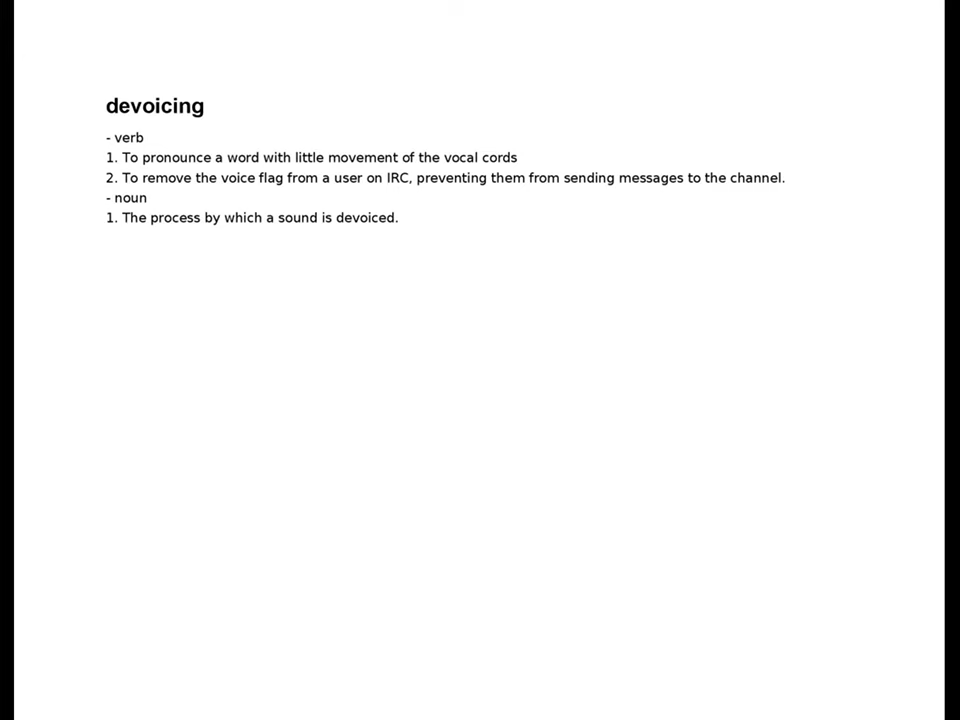 devoicing
- verb
1. To pronounce a word with little movement of the vocal cords
2. To remove the voice flag from a user on IRC, preventing them from sending messages to the channel.
- noun
1. The process by which a sound is devoiced.